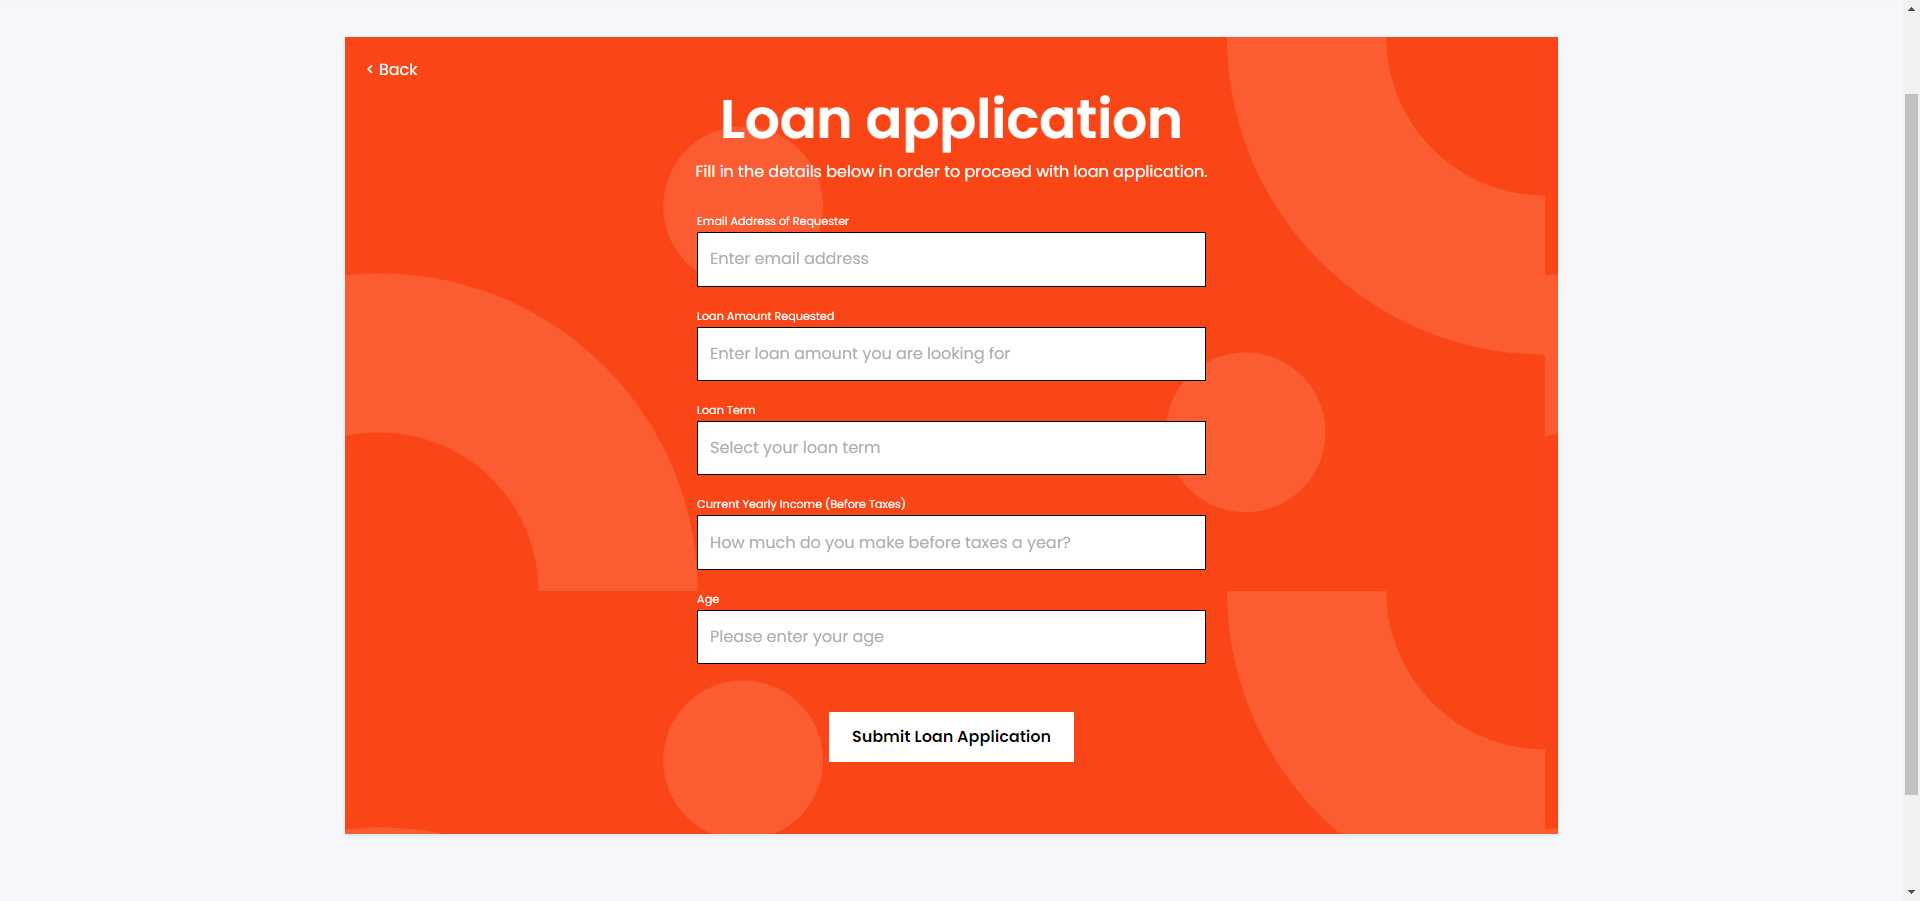 < Back
Loan application
Fill in the details below in order to proceed with loan application.
Email Address of Requester
Enter email address
Loan Amount Requested
Enter loan amount you are looking for
Loan Term
Select your loan term
Current Yearly Income (Before Taxes)
How much do you make before taxes a year?
Age
Please enter your age
Submit Loan Application